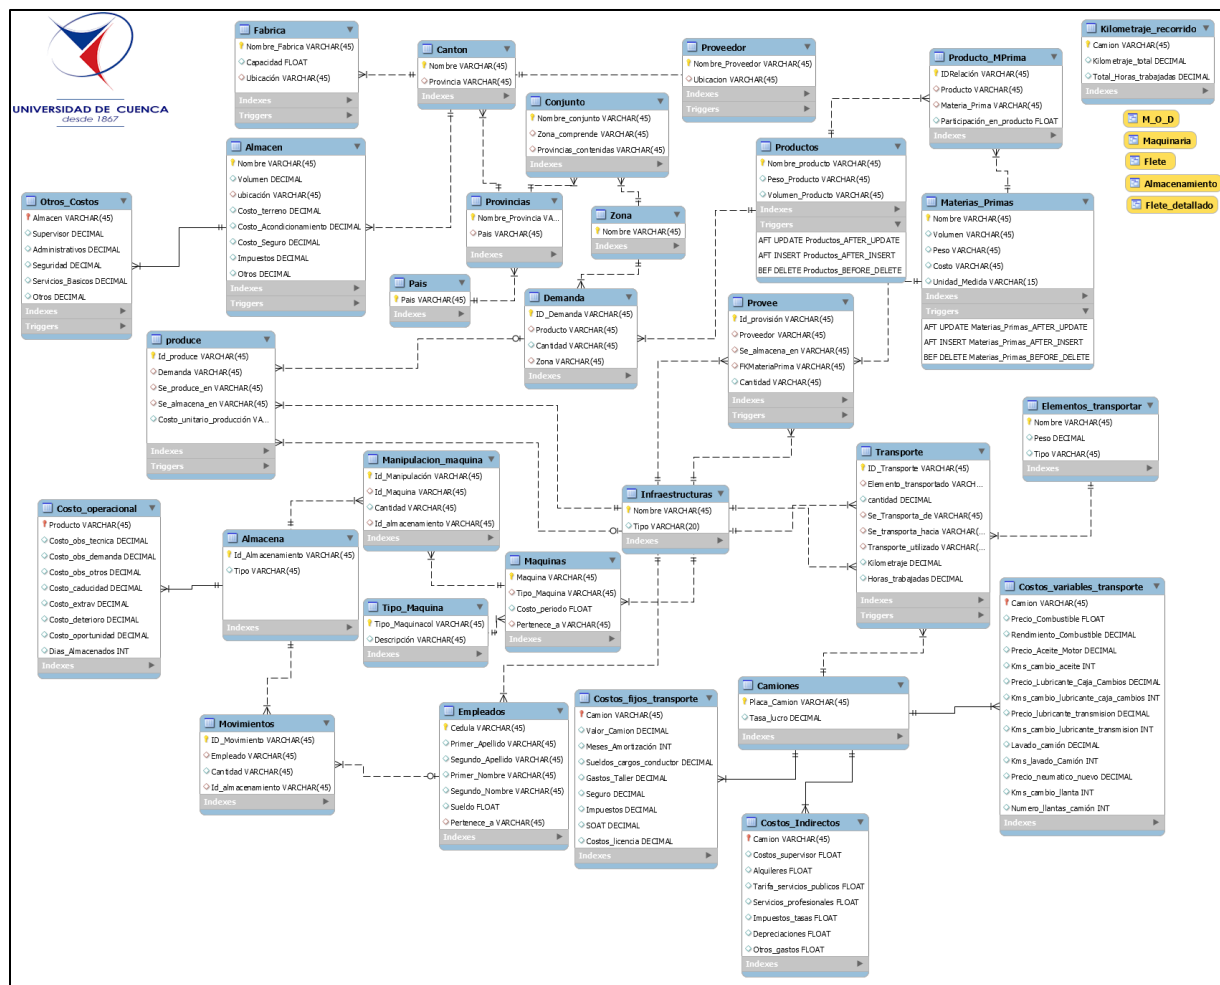 UNIVERSIDAD DE CUENCA
desde 1867
Fabrica
Nombre_Fabrica VARCHAR(45)
Capacidad FLOAT
Ubicación VARCHAR(45)
Indexes
Triggers
Canton
Nombre VARCHAR(45)
Provincia VARCHAR(45)
Indexes
Proveedor
Nombre_Proveedor VARCHAR(45)
Ubicacion VARCHAR(45)
Indexes
Triggers
Producto_MPrima
IDRelación VARCHAR(45)
Producto VARCHAR(45)
Materia_Prima VARCHAR(45)
Participación_en_producto FLOAT
Indexes
Kilometraje_recorrido
Camion VARCHAR(45)
Kilometraje_total DECIMAL
Total_Horas_trabajadas DECIMAL
Indexes
M_O_D
Maquinaria
Flete
Almacenamiento
Flete_detallado
Conjunto
Nombre_conjunto VARCHAR(45)
Zona_comprende VARCHAR(45)
Provincias_contenidas VARCHAR(45)
Indexes
Almacen
Nombre VARCHAR(45)
Volumen DECIMAL
ubicación VARCHAR(45)
Costo_terreno DECIMAL
Costo_Acondicionamiento DECIMAL
Costo_Seguro DECIMAL
Impuestos DECIMAL
Otros DECIMAL
Indexes
Triggers
Productos
Nombre_producto VARCHAR(45)
Peso_Producto VARCHAR(45)
Volumen_Producto VARCHAR(45)
Indexes
Triggers
AFT UPDATE Productos_AFTER_UPDATE
AFT INSERT Productos_AFTER_INSERT
BEF DELETE Productos_BEFORE_DELETE
Otros_Costos
Almacen VARCHAR(45)
Supervisor DECIMAL
Administrativos DECIMAL
Seguridad DECIMAL
Servicios_Basicos DECIMAL
Otros DECIMAL
Indexes
Triggers
Provincias
Nombre_Provincia VA...
Pais VARCHAR(45)
Indexes
Zona
Nombre VARCHAR(45)
Indexes
Materias_Primas
Nombre VARCHAR(45)
Volumen VARCHAR(45)
Peso VARCHAR(45)
Costo VARCHAR(45)
Unidad_Medida VARCHAR(15)
Indexes
Triggers
AFT UPDATE Materias_Primas_AFTER_UPDATE
AFT INSERT Materias_Primas_AFTER_INSERT
BEF DELETE Materias_Primas_BEFORE_DELETE
Pais
Pais VARCHAR(45)
Indexes
Demanda
ID_Demanda VARCHAR(45)
Producto VARCHAR(45)
Cantidad VARCHAR(45)
Zona VARCHAR(45)
Indexes
Triggers
Provee
Id_provisión VARCHAR(45)
Proveedor VARCHAR(45)
Se_almacena_en VARCHAR(45)
FKMateriaPrima VARCHAR(45)
Cantidad VARCHAR(45)
Indexes
Triggers
produce
Id_produce VARCHAR(45)
Demanda VARCHAR(45)
Se_produce_en VARCHAR(45)
Se_almacena_en VARCHAR(45)
Costo_unitario_producción VA...
Indexes
Triggers
Elementos_transportar
Nombre VARCHAR(45)
Peso DECIMAL
Tipo VARCHAR(45)
Indexes
Manipulacion_maquina
Id_Manipulación VARCHAR(45)
Id_Maquina VARCHAR(45)
Cantidad VARCHAR(45)
Id_almacenamiento VARCHAR(45)
Indexes
Transporte
ID_Transporte VARCHAR(45)
Elemento_transportado VARCH...
cantidad DECIMAL
Se_Transporta_de VARCHAR(45)
Se_transporta_hacia VARCHAR(...
Transporte_utilizado VARCHAR(...
Kilometraje DECIMAL
Horas_trabajadas DECIMAL
Indexes
Triggers
Infraestructuras
Nombre VARCHAR(45)
Tipo VARCHAR(20)
Indexes
Costo_operacional
Producto VARCHAR(45)
Costo_obs_tecnica DECIMAL
Costo_obs_demanda DECIMAL
Costo_obs_otros DECIMAL
Costo_caducidad DECIMAL
Costo_extrav DECIMAL
Costo_deterioro DECIMAL
Costo_oportunidad DECIMAL
Dias_Almacenados INT
Indexes
Almacena
Id_Almacenamiento VARCHAR(45)
Tipo VARCHAR(45)
Indexes
Maquinas
Maquina VARCHAR(45)
Tipo_Maquina VARCHAR(45)
Costo_periodo FLOAT
Pertenece_a VARCHAR(45)
Indexes
Tipo_Maquina
Tipo_Maquinacol VARCHAR(45)
Descripción VARCHAR(45)
Indexes
Costos_variables_transporte
Camion VARCHAR(45)
Precio_Combustible FLOAT
Rendimiento_Combustible DECIMAL
Precio_Aceite_Motor DECIMAL
Kms_cambio_aceite INT
Precio_Lubricante_Caja_Cambios DECIMAL
Kms_cambio_lubricante_caja_cambios INT
Precio_lubricante_transmision DECIMAL
Kms_cambio_lubricante_transmision INT
Lavado_camión DECIMAL
Kms_lavado_Camión INT
Precio_neumatico_nuevo DECIMAL
Kms_cambio_llanta INT
Numero_llantas_camión INT
Indexes
Camiones
Placa_Camion VARCHAR(45)
Tasa_lucro DECIMAL
Indexes
Movimientos
ID_Movimiento VARCHAR(45)
Empleado VARCHAR(45)
Cantidad VARCHAR(45)
Id_almacenamiento VARCHAR(45)
Indexes
Empleados
Cedula VARCHAR(45)
Primer_Apellido VARCHAR(45)
Segundo_Apellido VARCHAR(45)
Primer_Nombre VARCHAR(45)
Segundo_Nombre VARCHAR(45)
Sueldo FLOAT
Pertenece_a VARCHAR(45)
Indexes
Costos_fijos_transporte
Camion VARCHAR(45)
Valor_Camion DECIMAL
Meses_Amortización INT
Sueldos_cargos_conductor DECIMAL
Gastos_Taller DECIMAL
Seguro DECIMAL
Impuestos DECIMAL
SOAT DECIMAL
Costos_licencia DECIMAL
Indexes
Costos_Indirectos
Camion VARCHAR(45)
Costos_supervisor FLOAT
Alquileres FLOAT
Tarifa_servicios_publicos FLOAT
Servicios_profesionales FLOAT
Impuestos_tasas FLOAT
Depreciaciones FLOAT
Otros_gastos FLOAT
Indexes